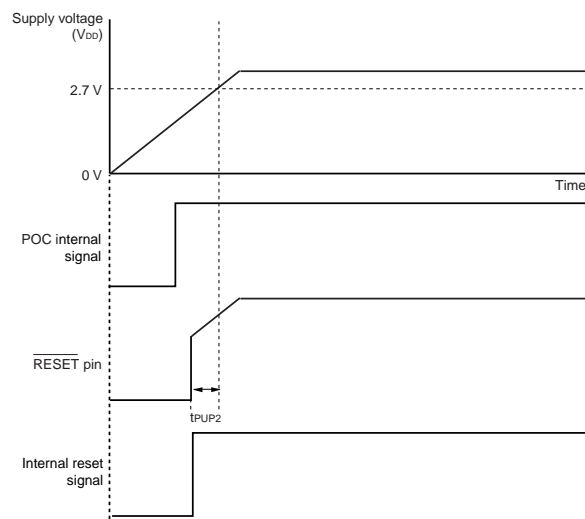 Supply voltage
(VDD)
2.7 V
0 V
Time
POC internal
signal
RESET pin
tPUP2
Internal reset
signal